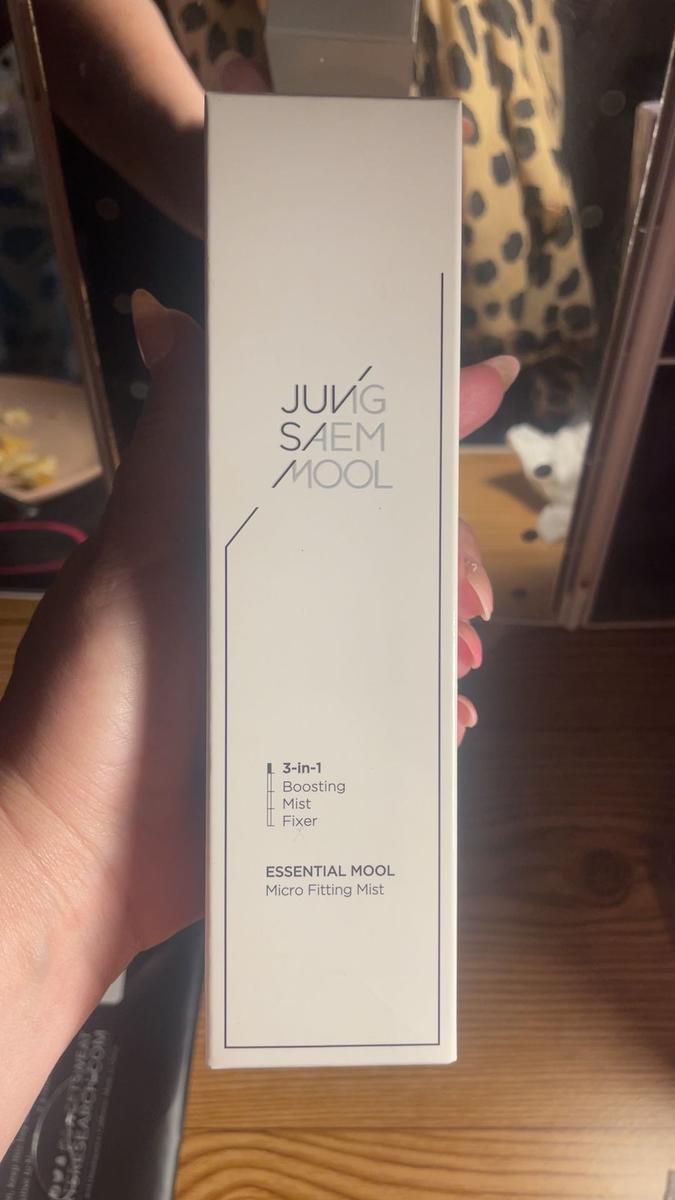 JUNG
SAEM
MOOL
3-in-1
Boosting
Mist
Fixer
ESSENTIAL MOOL
Micro Fitting Mist